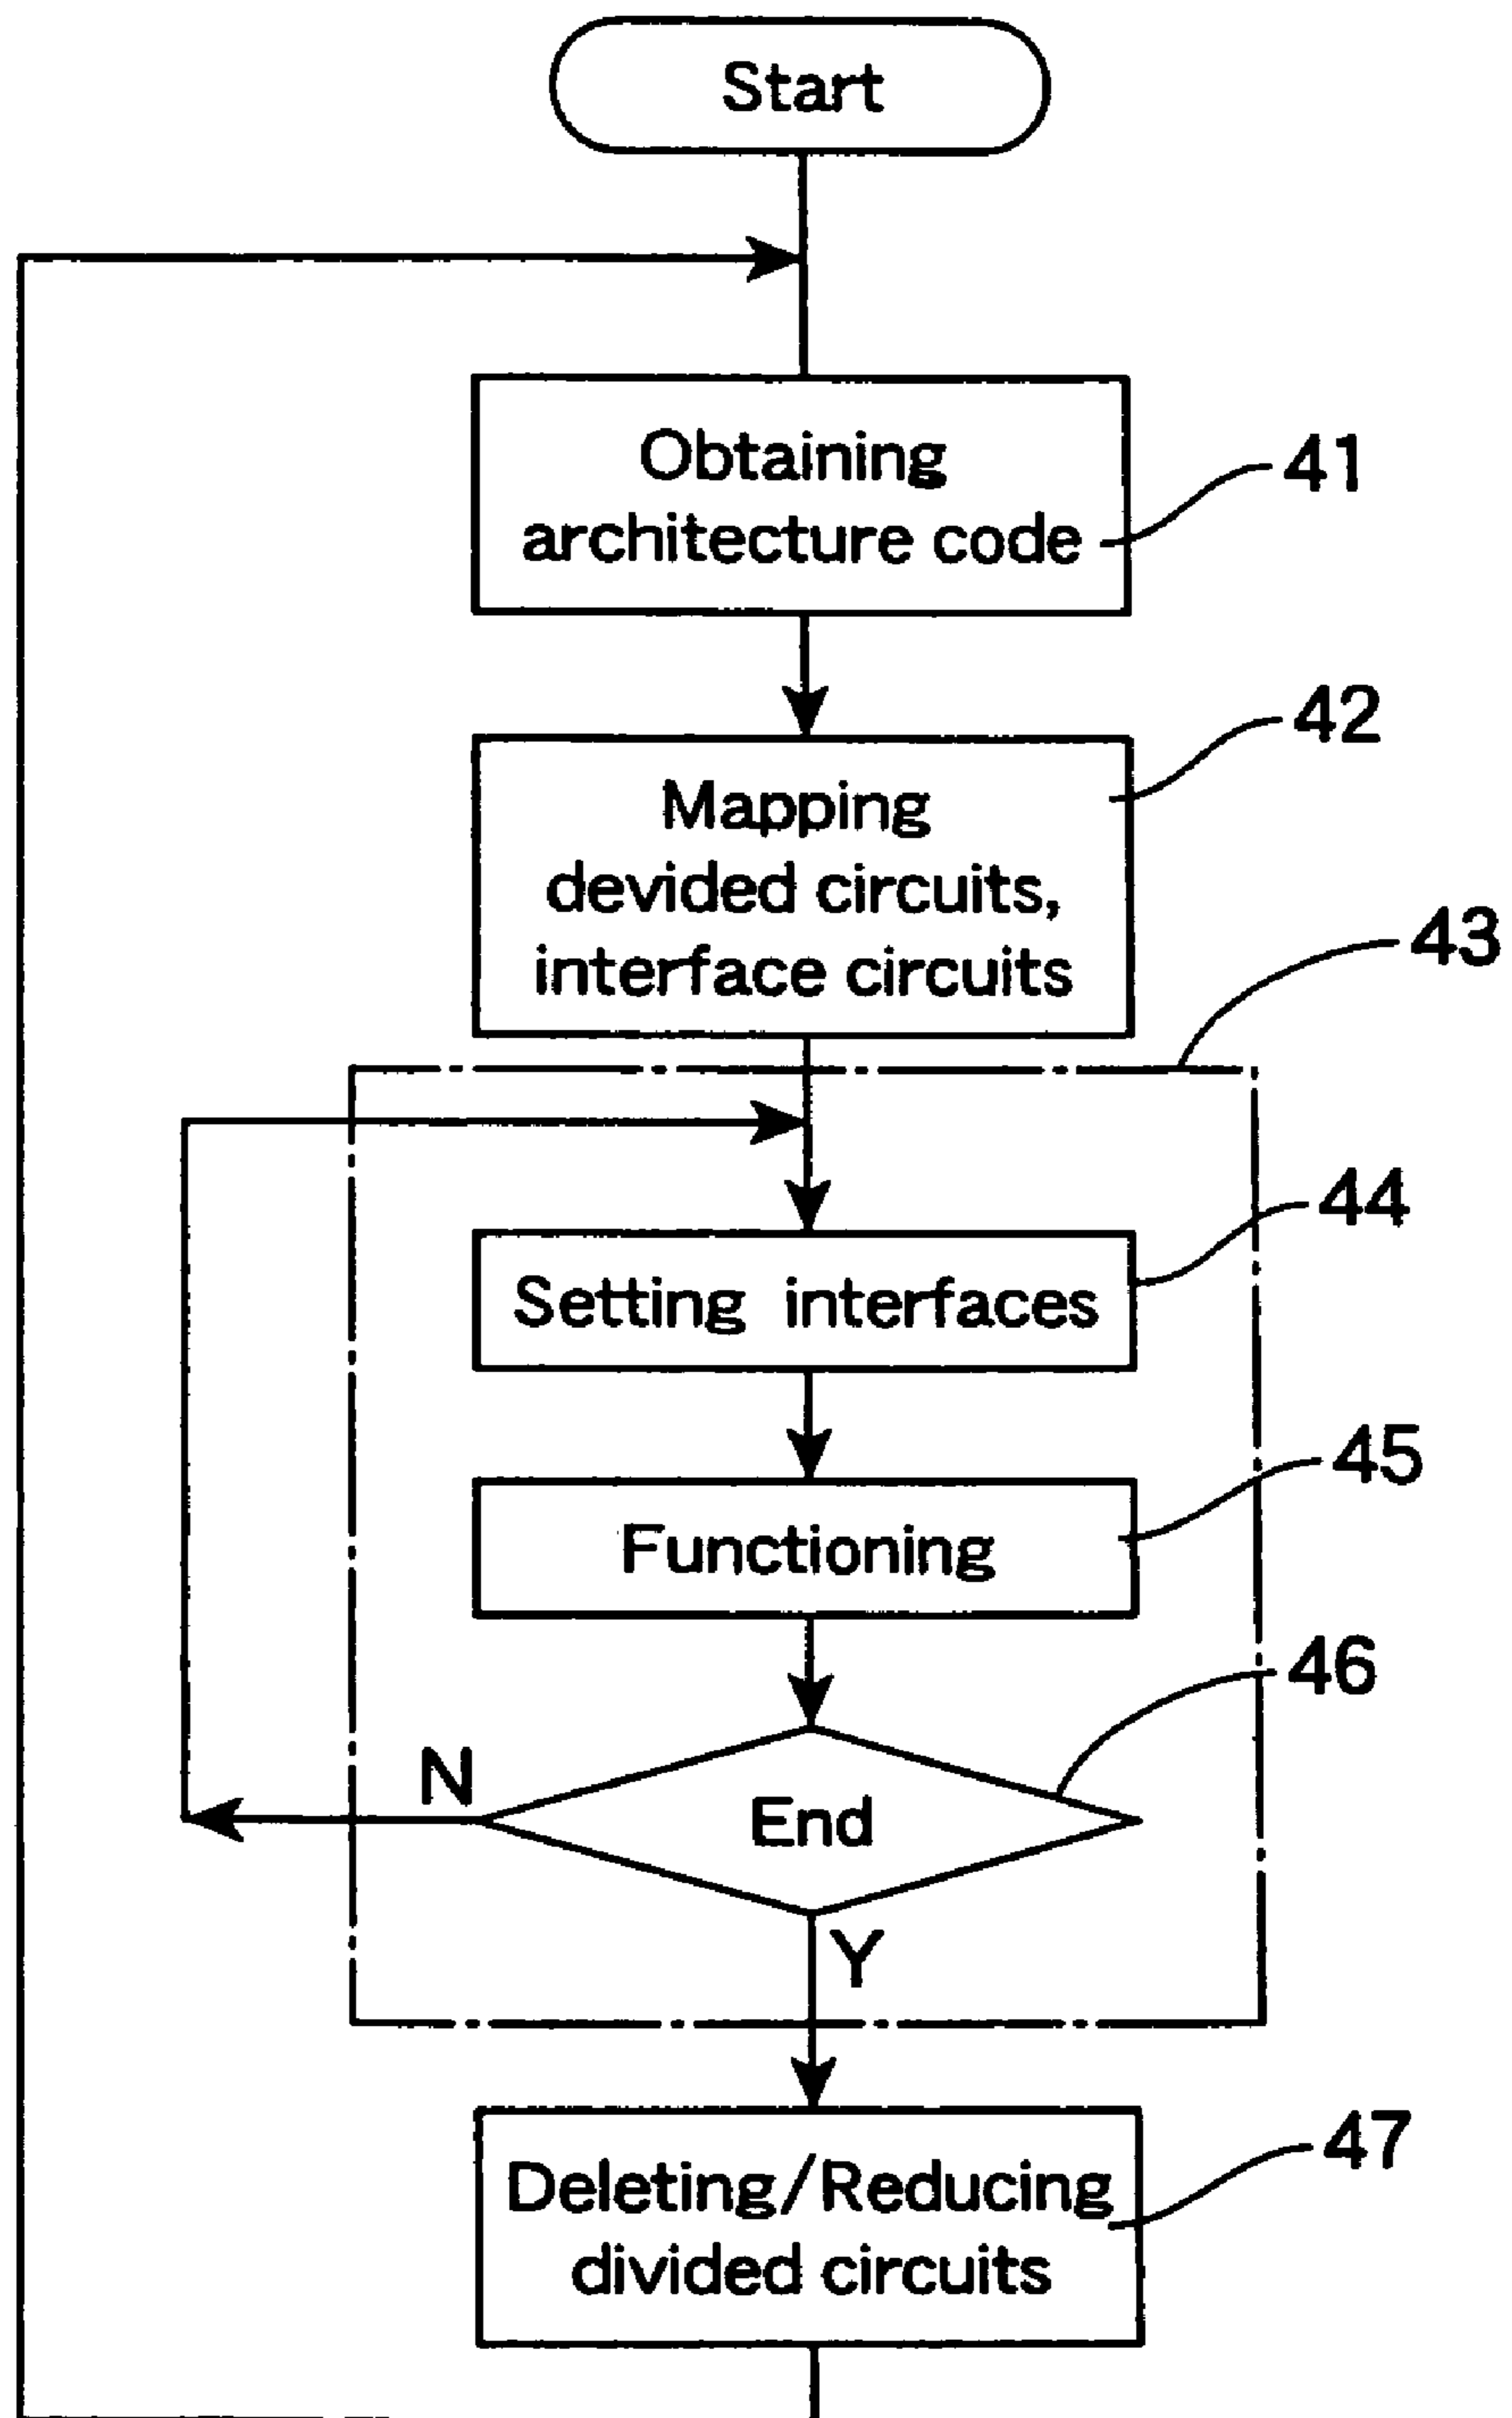 Start
Obtaining
architecture code
41
42
Mapping
devided circuits,
interface circuits
43
44
Setting interfaces
45
Functioning
46
N
End
Y
47
Deleting/Reducing
divided circuits